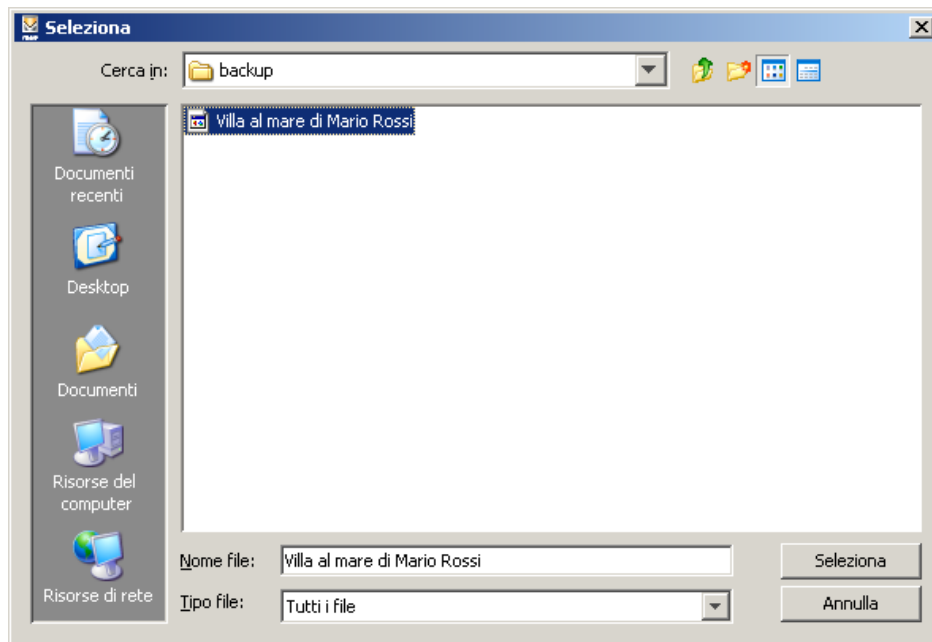 Seleziona
Cerca in:
backup
Villa al mare di Mario Rossi
Documenti
recenti
Desktop
Documenti
Risorse del
computer
Risorse di rete
Nome file:
Villa al mare di Mario Rossi
Seleziona
Tipo file:
Tutti i file
Annulla